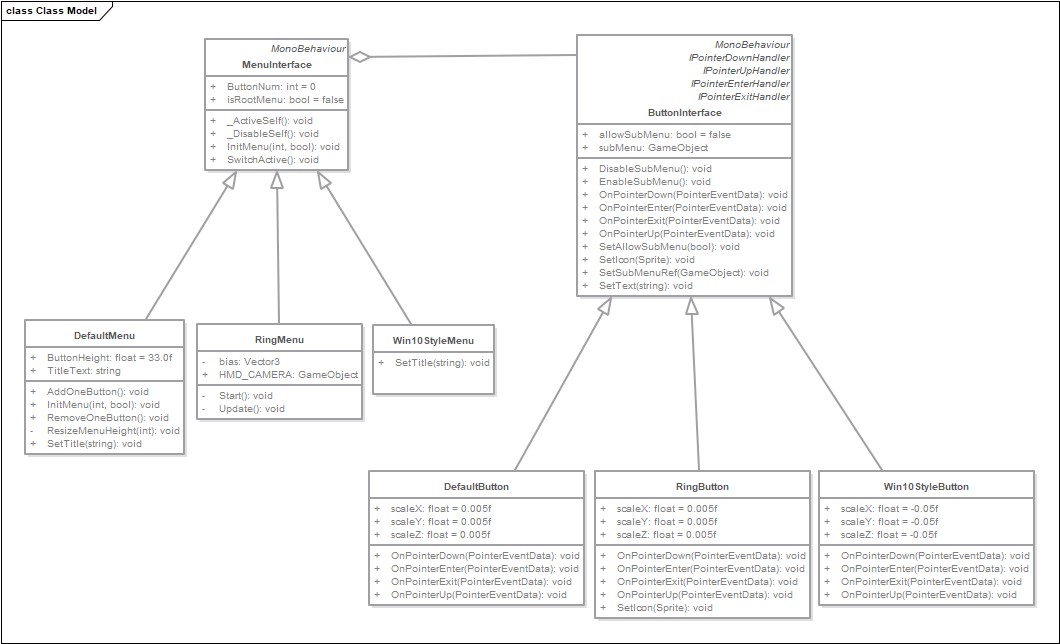 class Class Model
MonoBehaviour
MenuInterface
+ ButtonNum: int = 0
+ isRootMenu: bool = false
+ _ActiveSelf(): void
+ _DisableSelf(): void
+ InitMenu(int, bool): void
+ SwitchActive(): void
MonoBehaviour
IPointerDownHandler
IPointerUpHandler
IPointerEnterHandler
IPointerExitHandler
ButtonInterface
+ allowSubMenu: bool = false
+ subMenu: GameObject
+ DisableSubMenu(): void
+ EnableSubMenu(): void
+ OnPointerDown(PointerEventData): void
+ OnPointerEnter(PointerEventData): void
+ OnPointerExit(PointerEventData): void
+ OnPointerUp(PointerEventData): void
+ SetAllowSubMenu(bool): void
+ SetIcon(Sprite): void
+ SetSubMenuRef(GameObject): void
+ SetText(string): void
DefaultMenu
+ ButtonHeight: float = 33.0f
+ TitleText: string
+ AddOneButton(): void
+ InitMenu(int, bool): void
+ RemoveOneButton(): void
- ResizeMenuHeight(int): void
+ SetTitle(string): void
RingMenu
- bias: Vector3
+ HMD_CAMERA: GameObject
- Start(): void
- Update(): void
Win10StyleMenu
+ SetTitle(string): void
DefaultButton
+ scaleX: float = 0.005f
+ scaleY: float = 0.005f
+ scaleZ: float = 0.005f
+ OnPointerDown(PointerEventData): void
+ OnPointerEnter(PointerEventData): void
+ OnPointerExit(PointerEventData): void
+ OnPointerUp(PointerEventData): void
RingButton
+ scaleX: float = 0.005f
+ scaleY: float = 0.005f
+ scaleZ: float = 0.005f
+ OnPointerDown(PointerEventData): void
+ OnPointerEnter(PointerEventData): void
+ OnPointerExit(PointerEventData): void
+ OnPointerUp(PointerEventData): void
+ SetIcon(Sprite): void
Win10StyleButton
+ scaleX: float = -0.05f
+ scaleY: float = -0.05f
+ scaleZ: float = -0.05f
+ OnPointerDown(PointerEventData): void
+ OnPointerEnter(PointerEventData): void
+ OnPointerExit(PointerEventData): void
+ OnPointerUp(PointerEventData): void